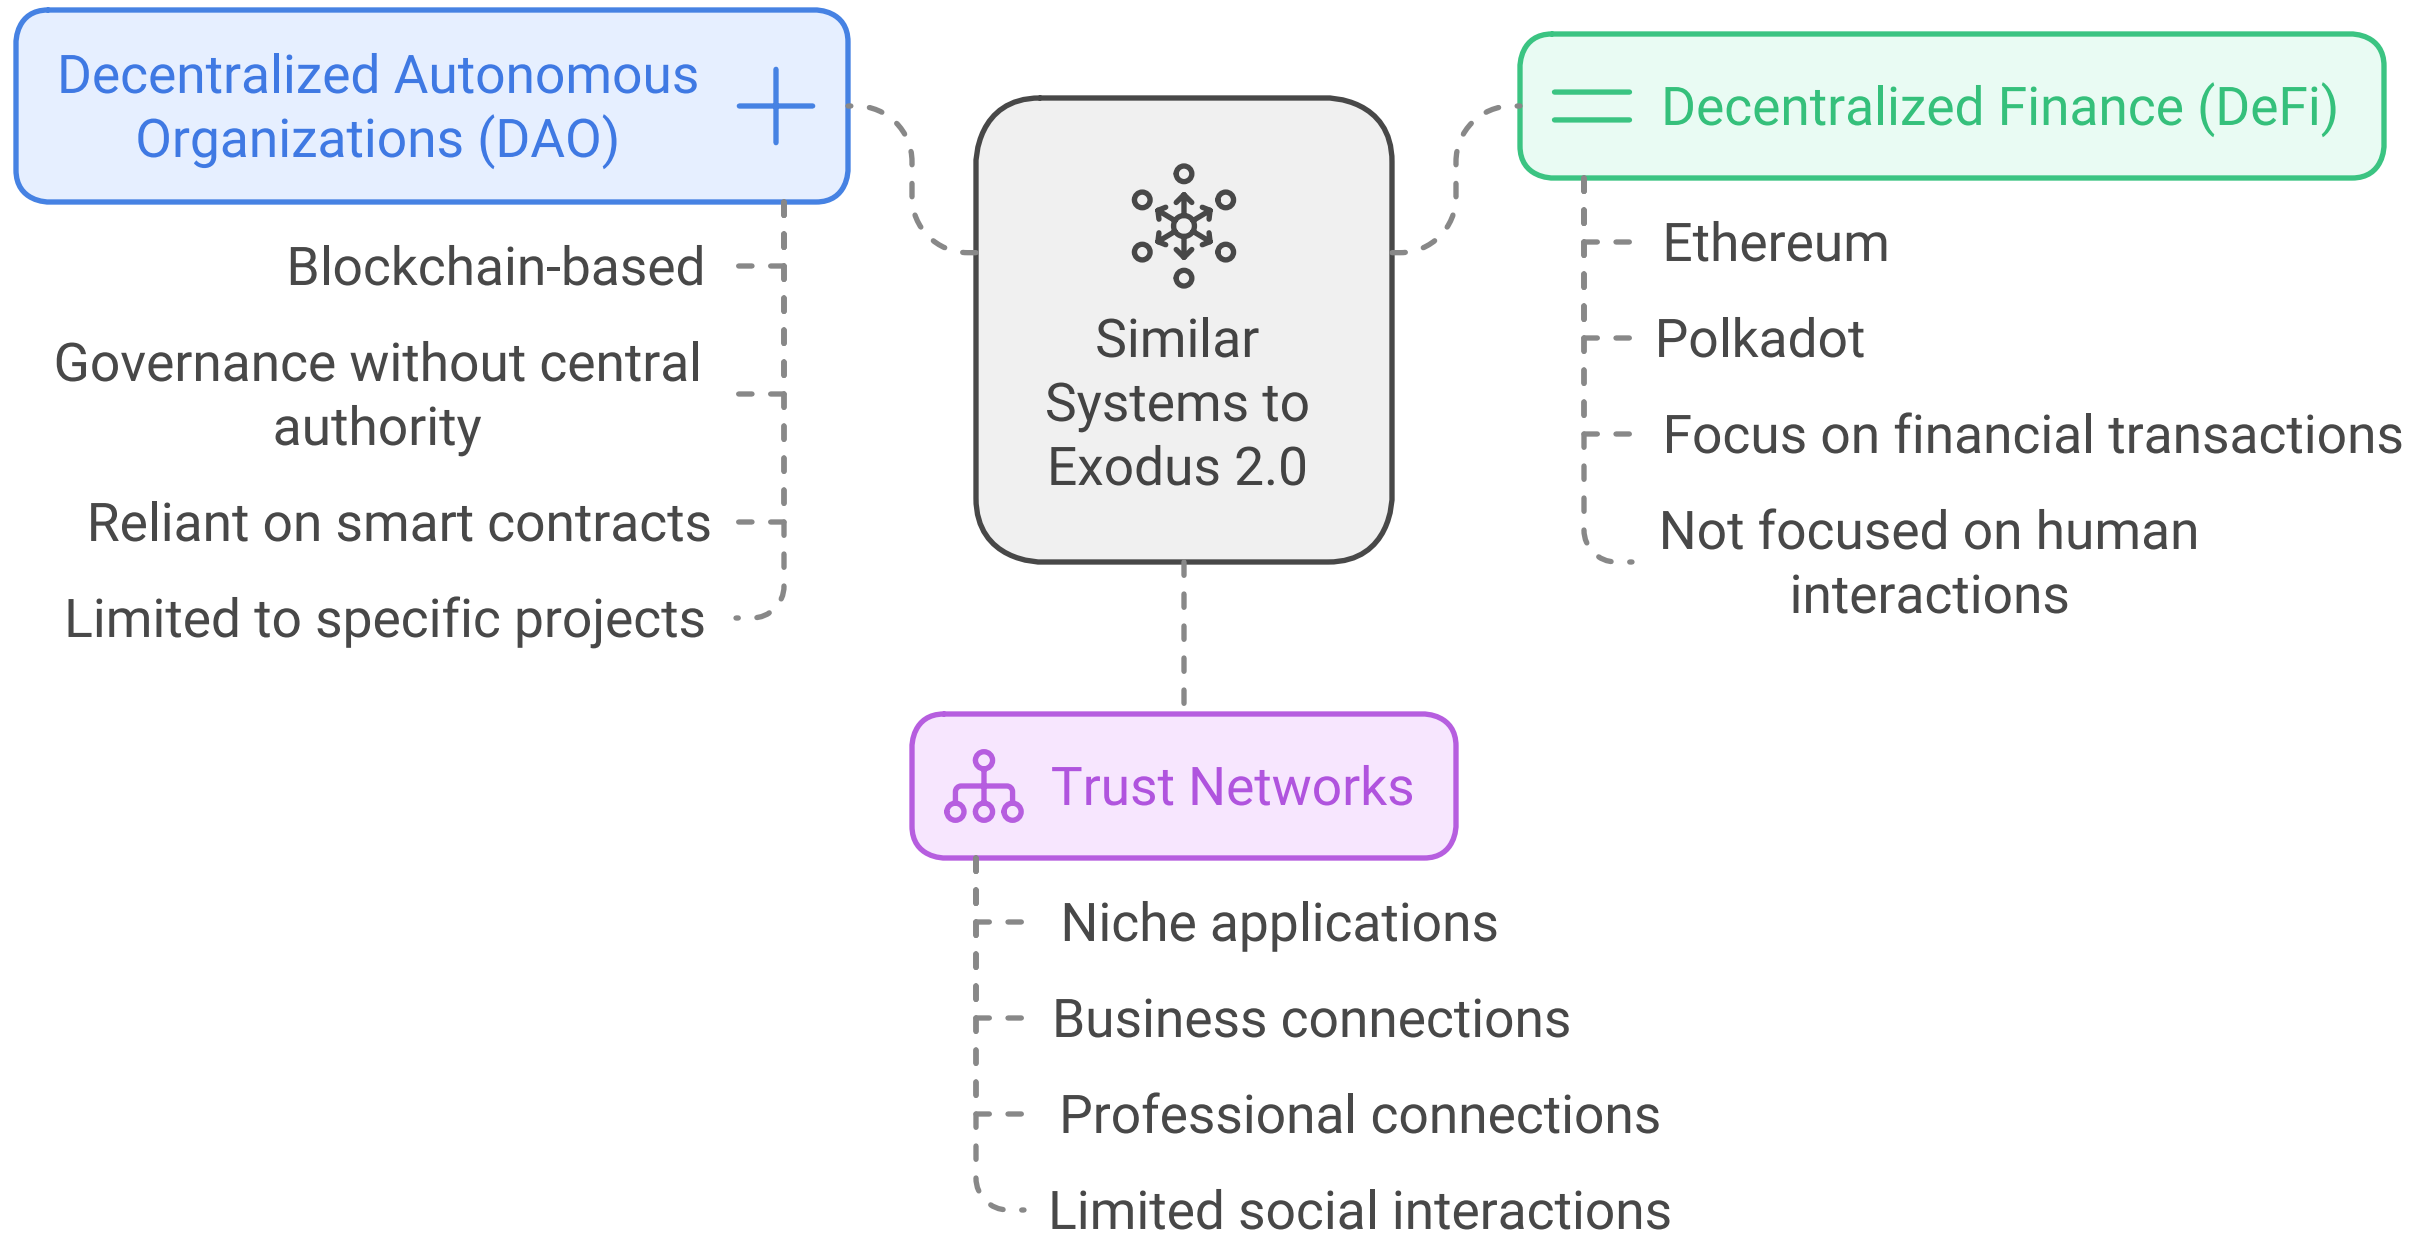 Decentralized Autonomous
Organizations (DAO)
Blockchain-based
Governance without central
authority
Reliant on smart contracts
Limited to specific projects
Similar
Systems to
Exodus 2.0
Decentralized Finance (DeFi)
Ethereum
Polkadot
Focus on financial transactions
Not focused on human
interactions
Trust Networks
Niche applications
Business connections
Professional connections
Limited social interactions